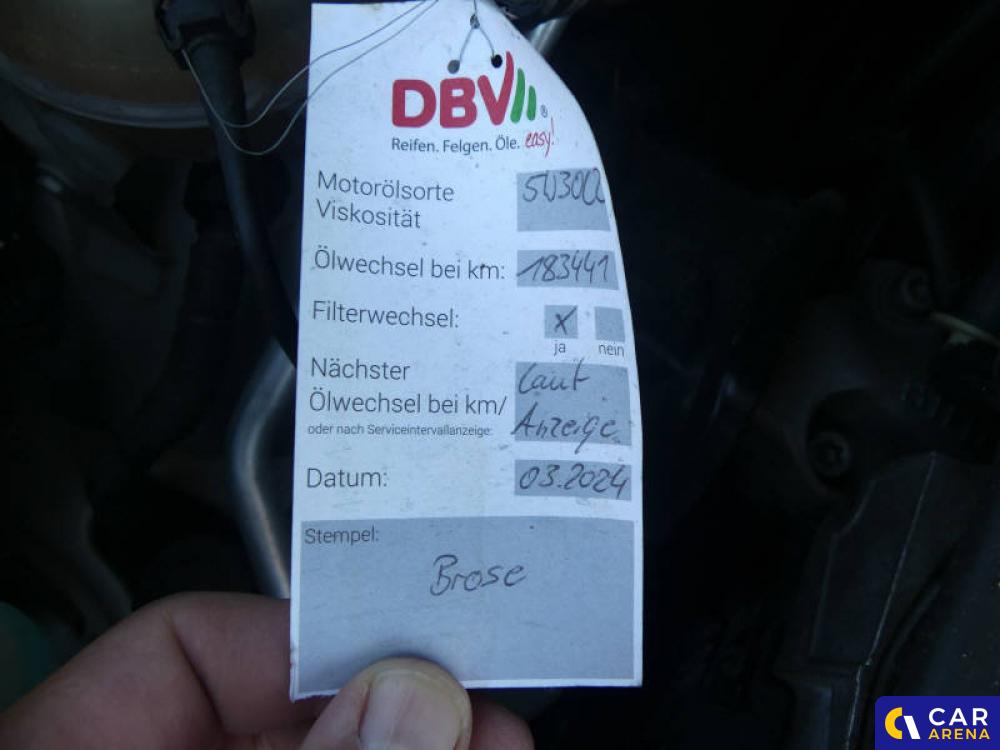 DBV®
Reifen. Felgen. Öle. easy!
Motorölsorte
Viskosität
5W30
Ölwechsel bei km: 183441
Filterwechsel: X
ja nein
Nächster
Ölwechsel bei km/
oder nach Serviceintervallanzeige:
Laut
Anzeige
Datum: 03.2024
Stempel:
Brose
CAR
ARENA